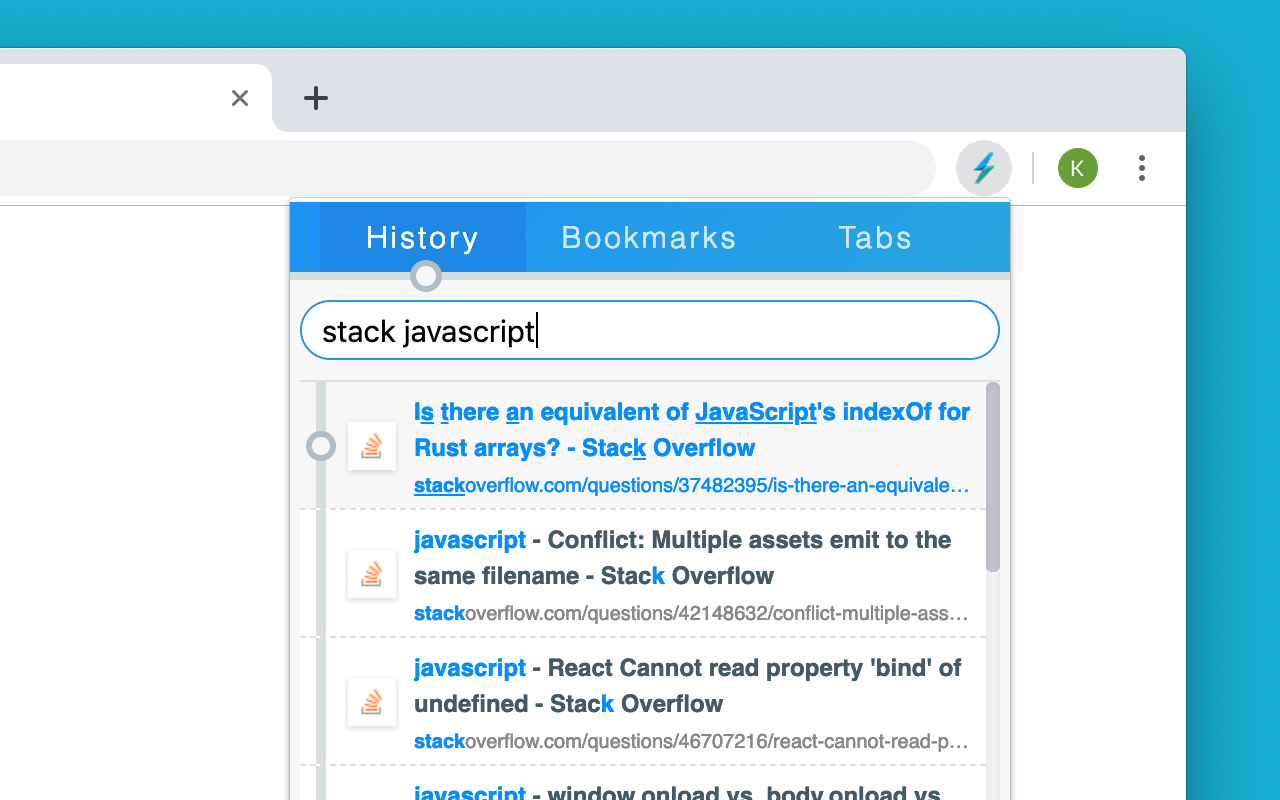 K
History Bookmarks Tabs
stack javascript
Is there an equivalent of JavaScript's indexOf for
Rust arrays? - Stack Overflow
stackoverflow.com/questions/37482395/is-there-an-equivale…
javascript - Conflict: Multiple assets emit to the
same filename - Stack Overflow
stackoverflow.com/questions/42148632/conflict-multiple-ass…
javascript - React Cannot read property 'bind' of
undefined - Stack Overflow
stackoverflow.com/questions/46707216/react-cannot-read-p…
javascript - window.onload vs. body.onload vs.